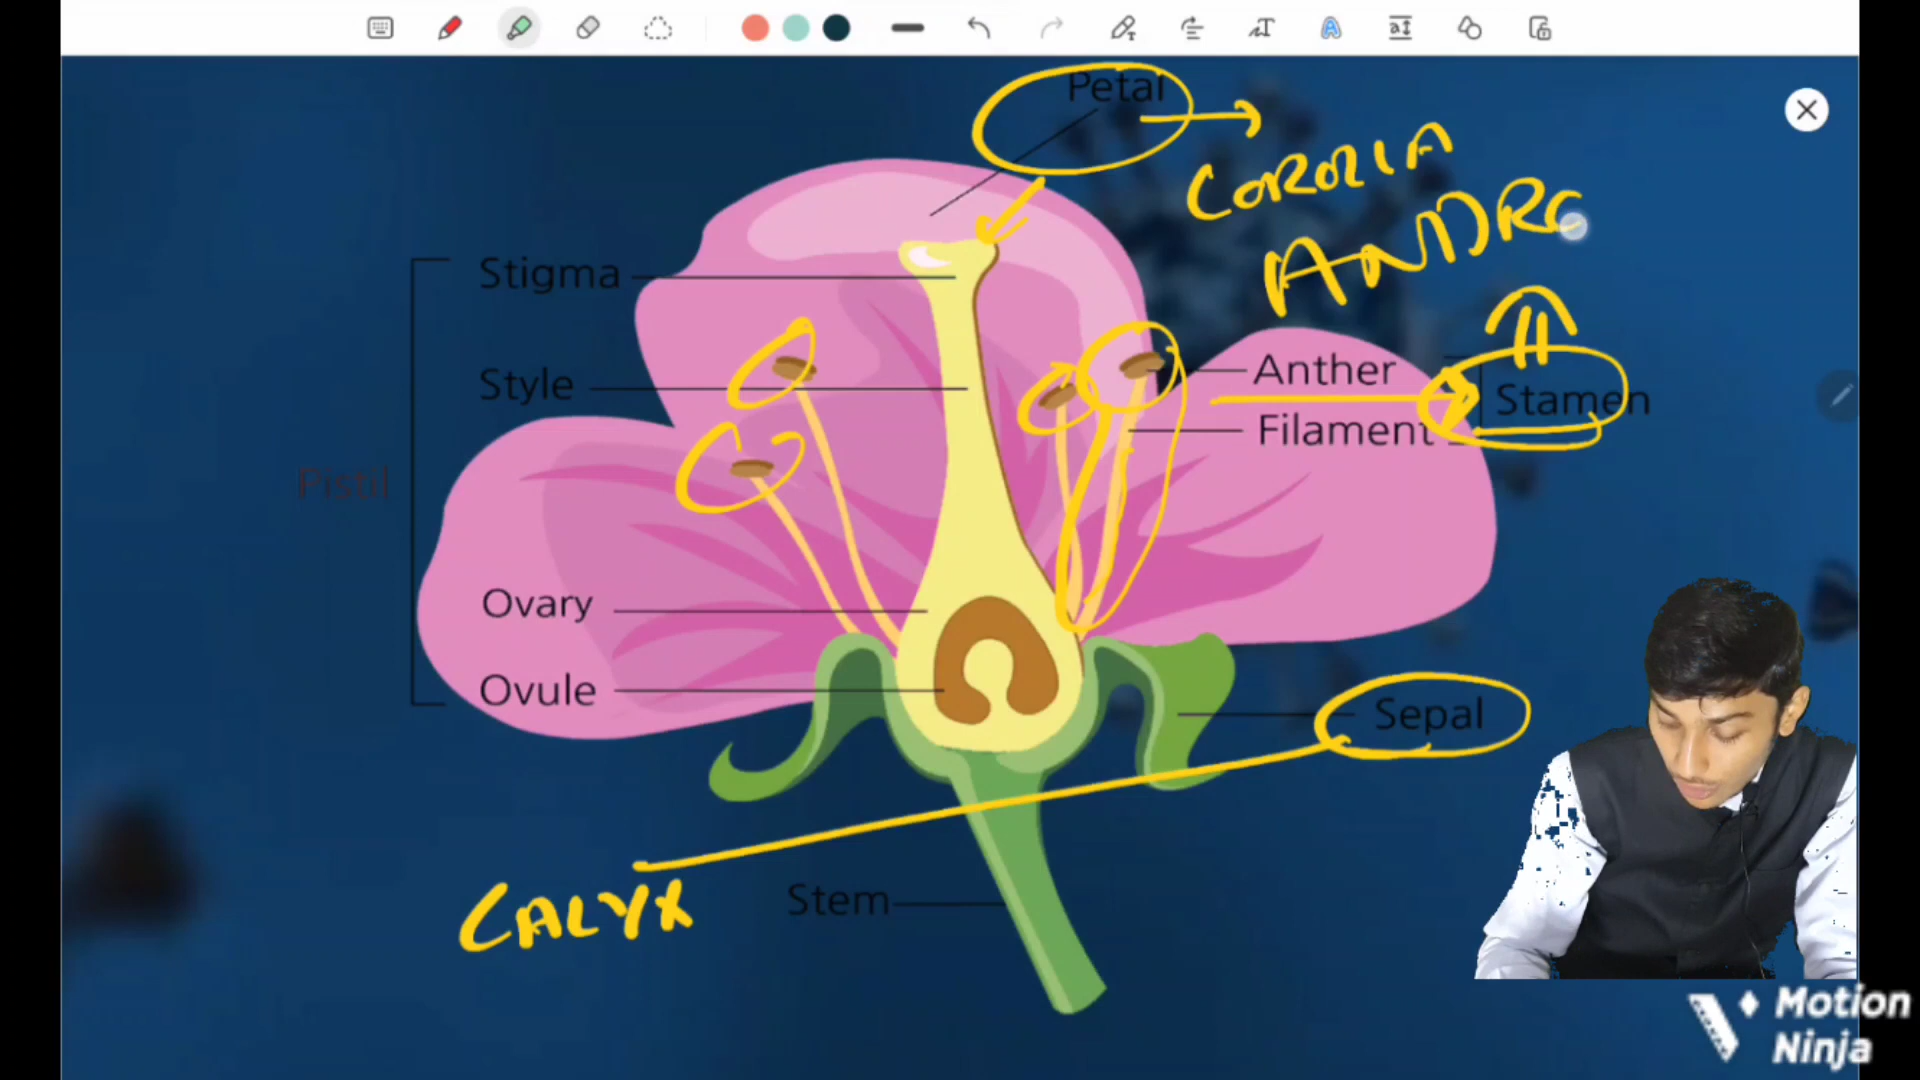 Petal
COROLLA
ANDRO
Stigma
Style
Anther
Stamen
Filament
Pistil
Ovary
Ovule
Sepal
CALYX
Stem
Motion
Ninja